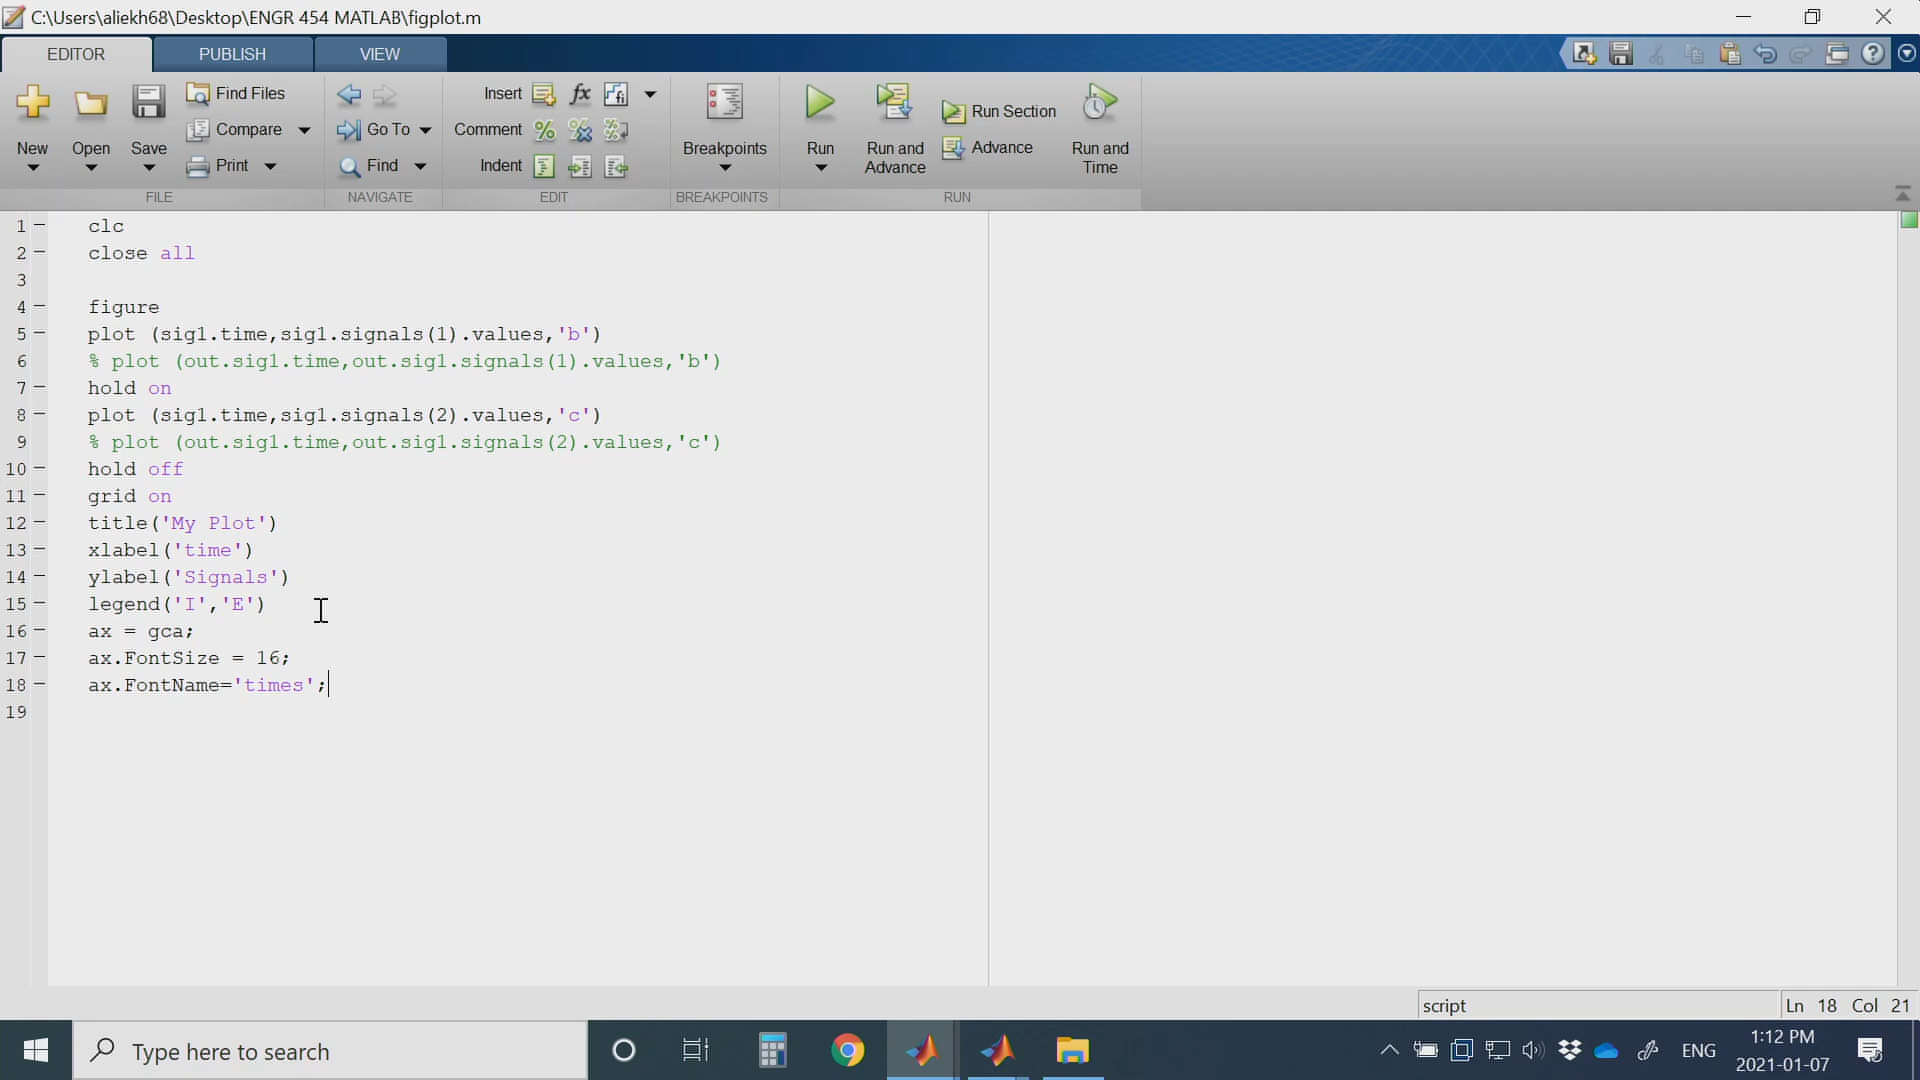 C:\Users\aliekh68\Desktop\ENGR 454 MATLAB\figplot.m
EDITOR PUBLISH VIEW
New Open Save Find Files Compare Print
Go To Find
Insert fx fi
Comment
Indent
Breakpoints
Run Run and Advance Run Section Advance Run and Time
FILE NAVIGATE EDIT BREAKPOINTS RUN
1 clc
2 close all
3
4 figure
5 plot (sig1.time,sig1.signals(1).values,'b')
6 % plot (out.sig1.time,out.sig1.signals(1).values,'b')
7 hold on
8 plot (sig1.time,sig1.signals(2).values,'c')
9 % plot (out.sig1.time,out.sig1.signals(2).values,'c')
10 hold off
11 grid on
12 title('My Plot')
13 xlabel('time')
14 ylabel('Signals')
15 legend('I','E')
16 ax = gca;
17 ax.FontSize = 16;
18 ax.FontName='times';
19
script Ln 18 Col 21
Type here to search
ENG
1:12 PM
2021-01-07